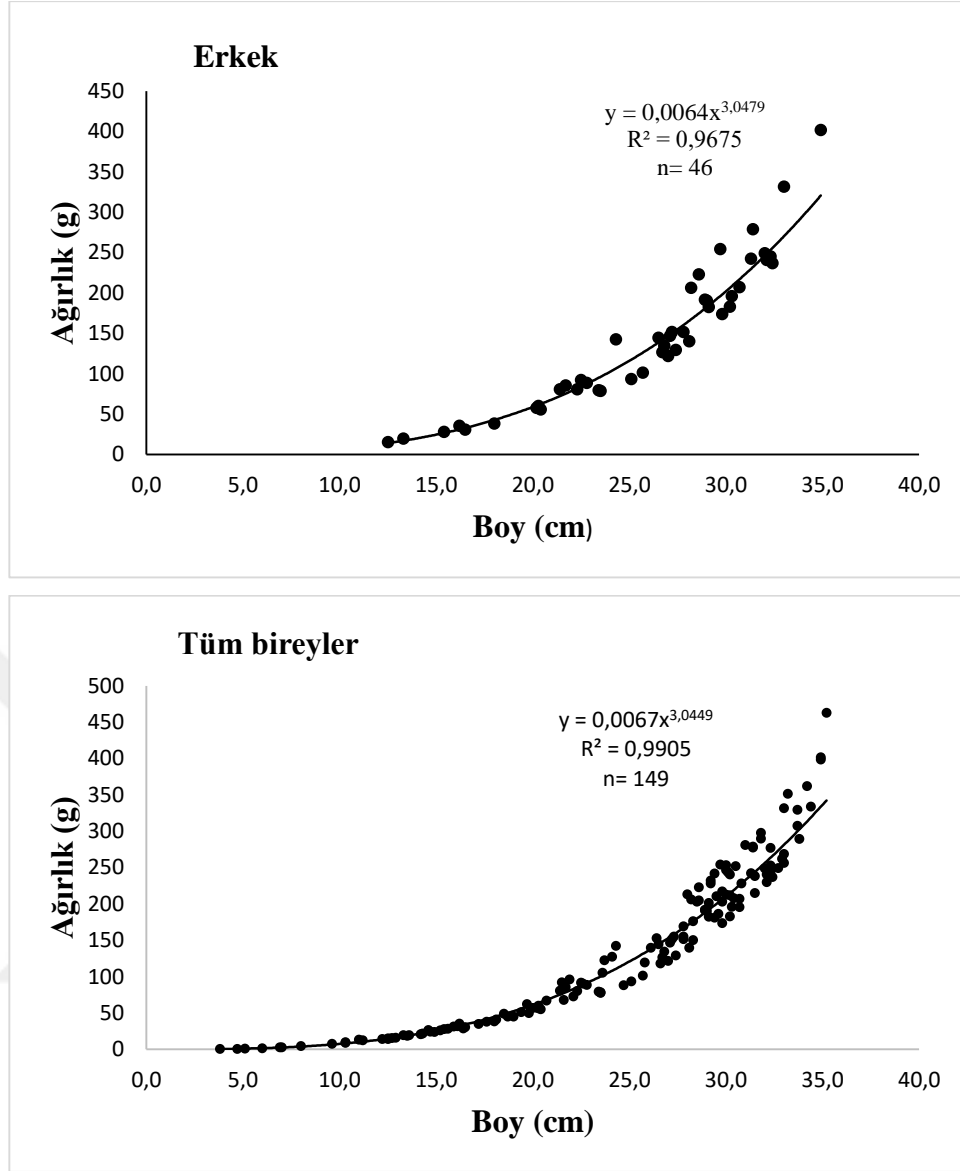 Erkek
y = 0,0064x^3,0479
R² = 0,9675
n= 46
450
400
350
300
250
200
150
100
50
0
Ağırlık (g)
0,0 5,0 10,0 15,0 20,0 25,0 30,0 35,0 40,0
Boy (cm)
Tüm bireyler
y = 0,0067x^3,0449
R² = 0,9905
n= 149
500
450
400
350
300
250
200
150
100
50
0
Ağırlık (g)
0,0 5,0 10,0 15,0 20,0 25,0 30,0 35,0 40,0
Boy (cm)